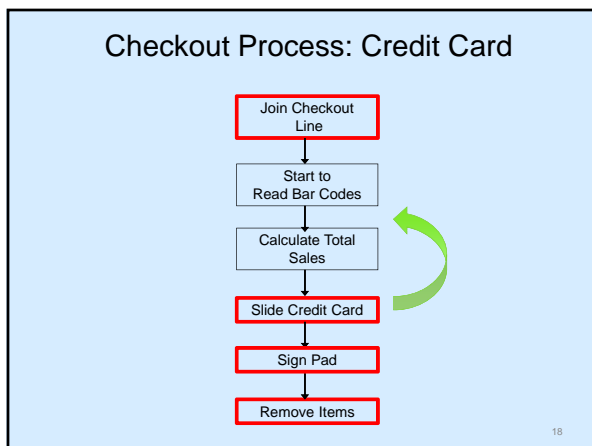 Checkout Process: Credit Card
Join Checkout
Line
Start to
Read Bar Codes
Calculate Total
Sales
Slide Credit Card
Sign Pad
Remove Items
18